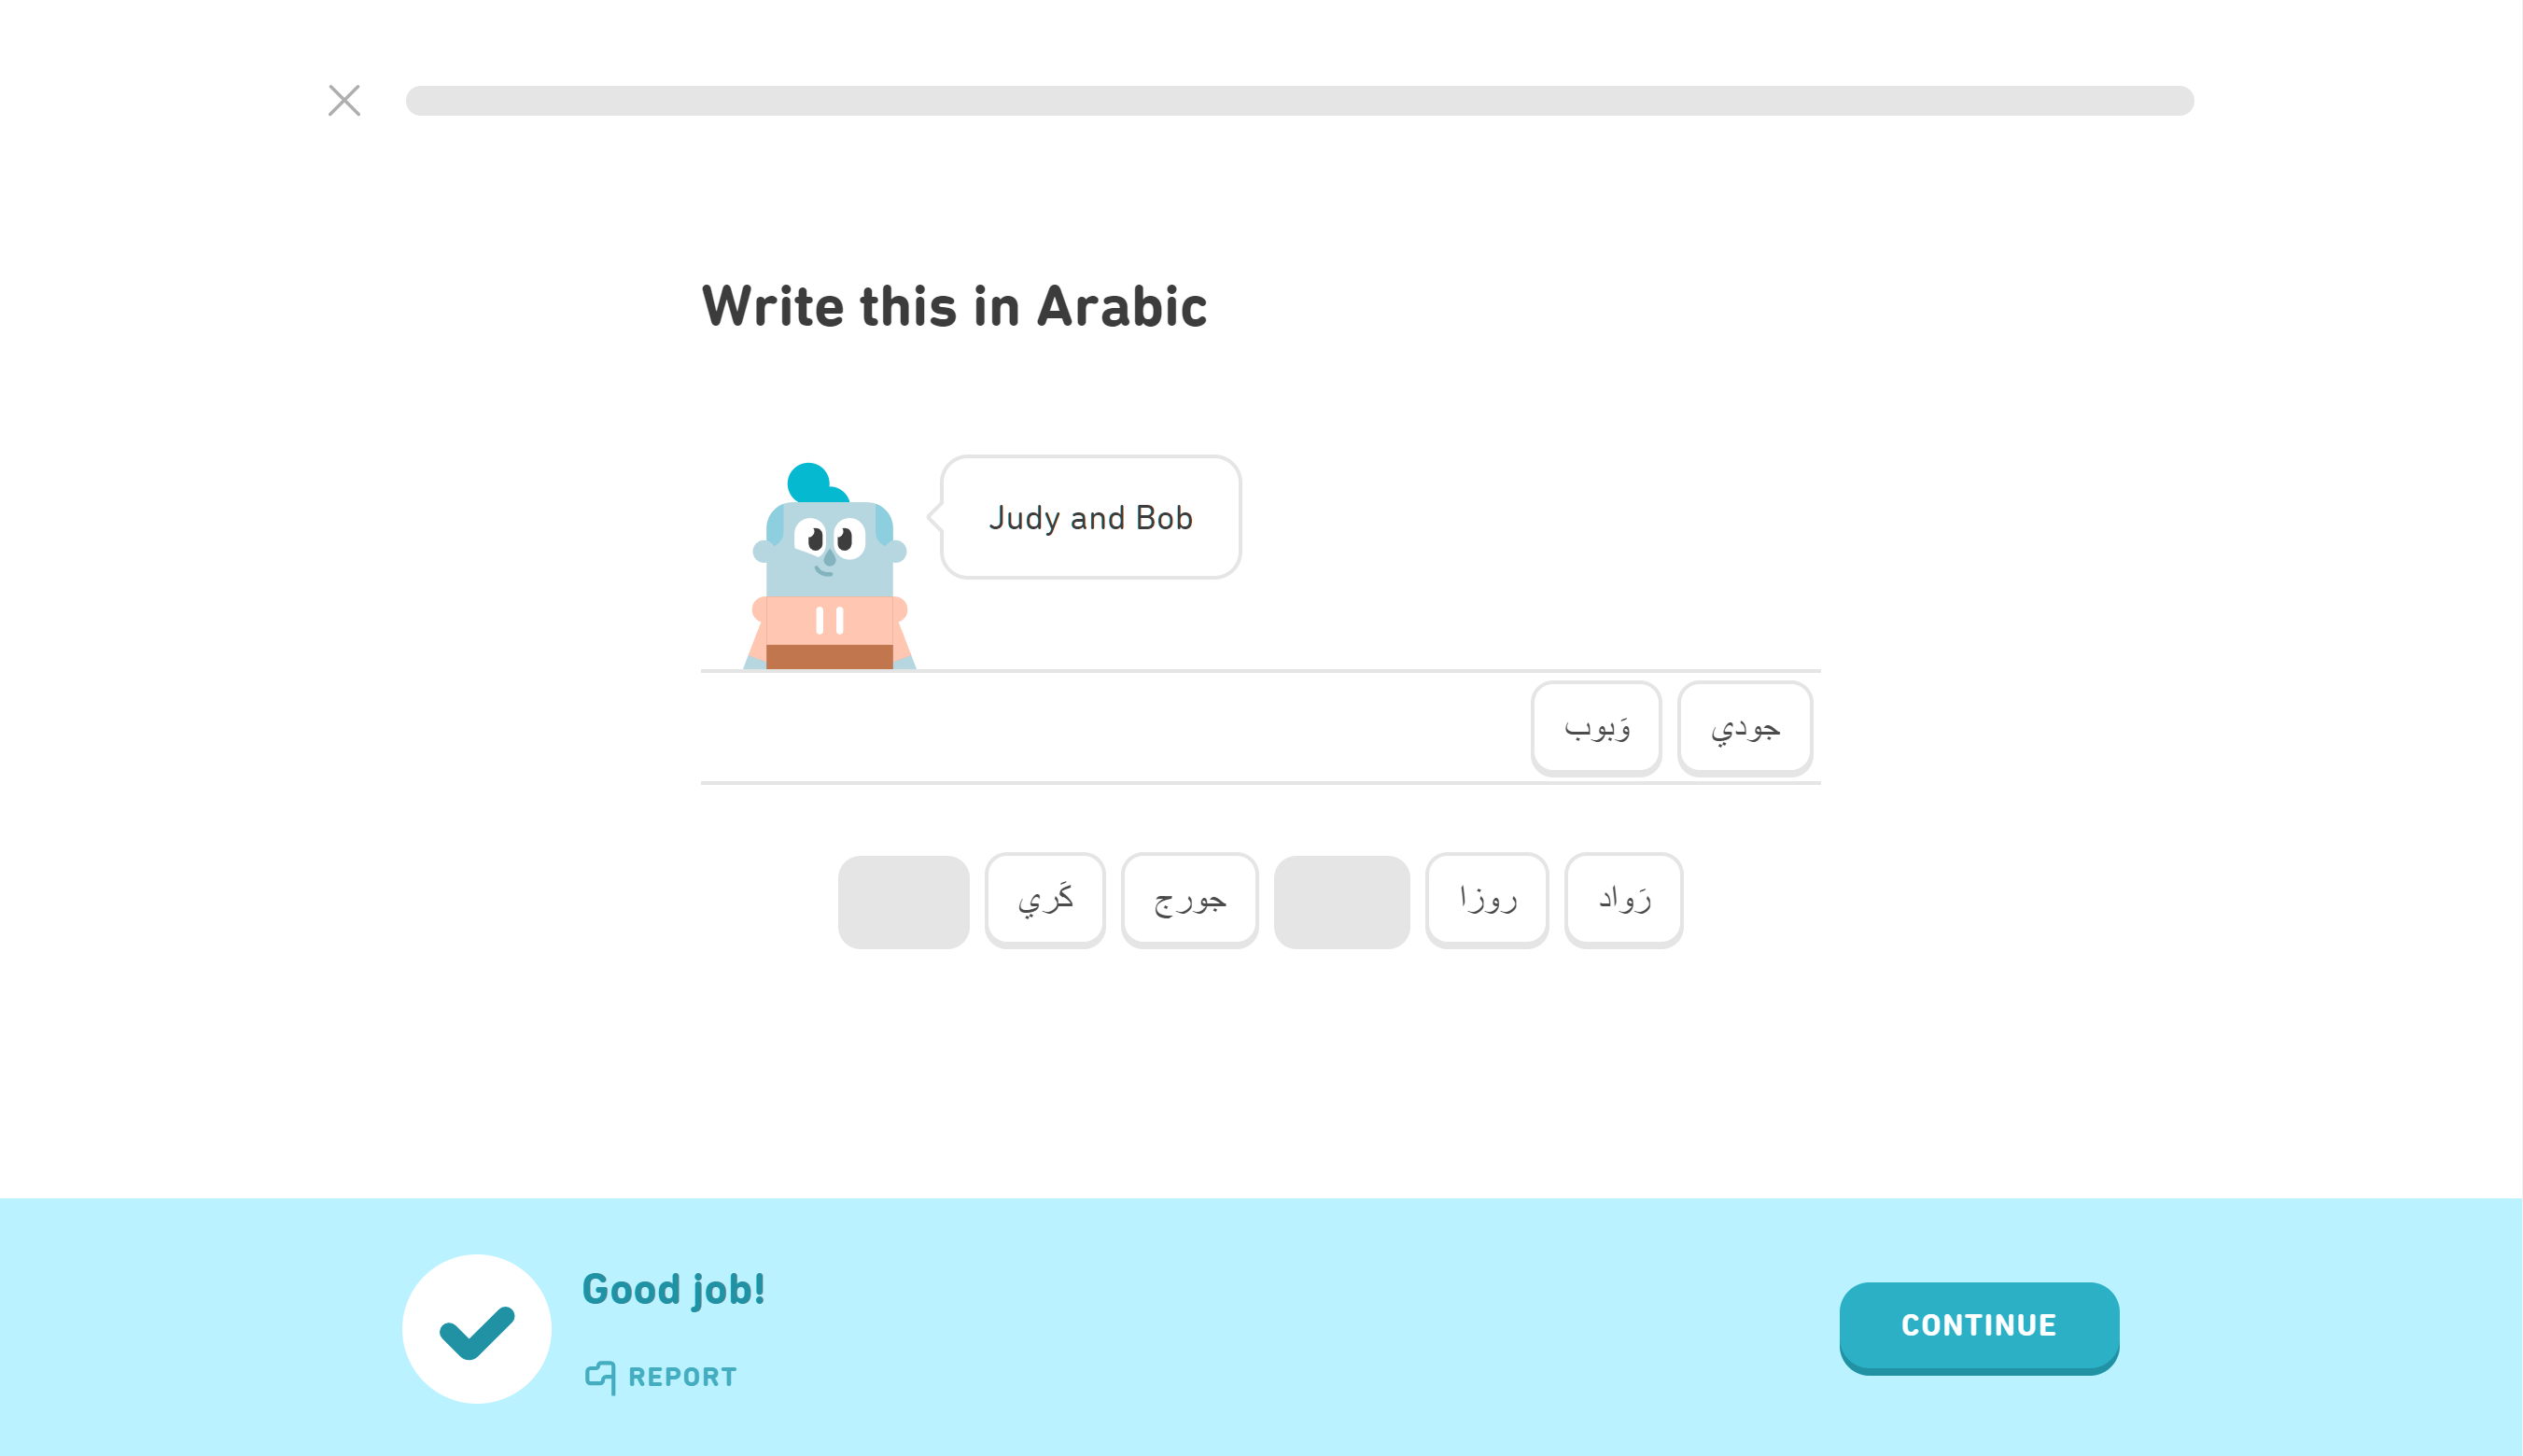 Write this in Arabic
Judy and Bob
جودي وَبوب
رَواد روزا جورج كَري
Good job!
REPORT
CONTINUE